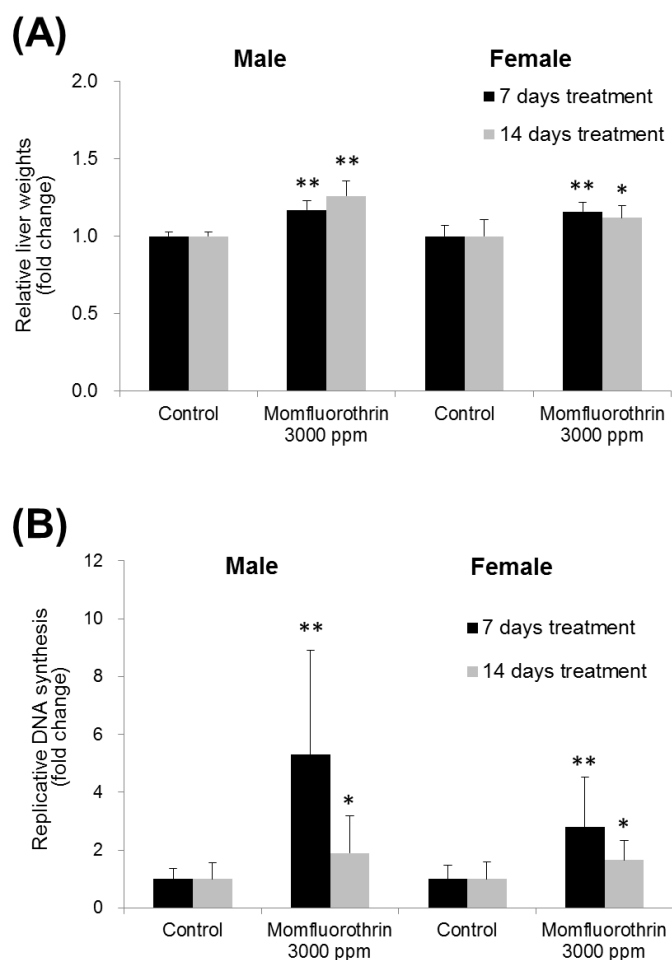 (A)
Male
Female
Relative liver weights
(fold change)
2.0
1.5
1.0
0.5
0.0
7 days treatment
14 days treatment
**
**
**
*
Control
Momfluorothrin
3000 ppm
Control
Momfluorothrin
3000 ppm
(B)
Male
Female
Replicative DNA synthesis
(fold change)
12
10
8
6
4
2
0
7 days treatment
14 days treatment
**
*
**
*
Control
Momfluorothrin
3000 ppm
Control
Momfluorothrin
3000 ppm